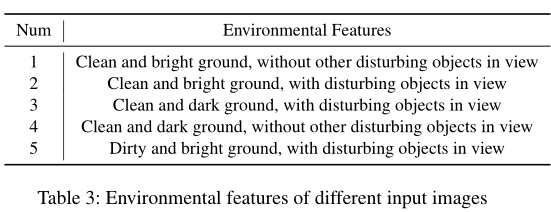 Num Environmental Features
1 Clean and bright ground, without other disturbing objects in view
2 Clean and bright ground, with disturbing objects in view
3 Clean and dark ground, with disturbing objects in view
4 Clean and dark ground, without other disturbing objects in view
5 Dirty and bright ground, with disturbing objects in view
Table 3: Environmental features of different input images